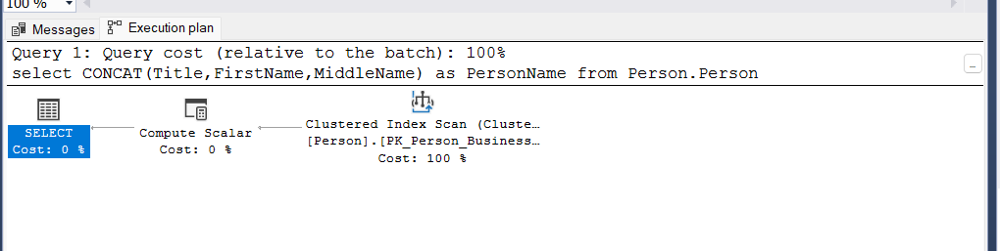 100 %
Messages
Execution plan
Query 1: Query cost (relative to the batch): 100%
select CONCAT(Title,FirstName,MiddleName) as PersonName from Person.Person
...
SELECT
Cost: 0 %
Compute Scalar
Cost: 0 %
Clustered Index Scan (Cluste…
[Person].[PK_Person_Business…
Cost: 100 %